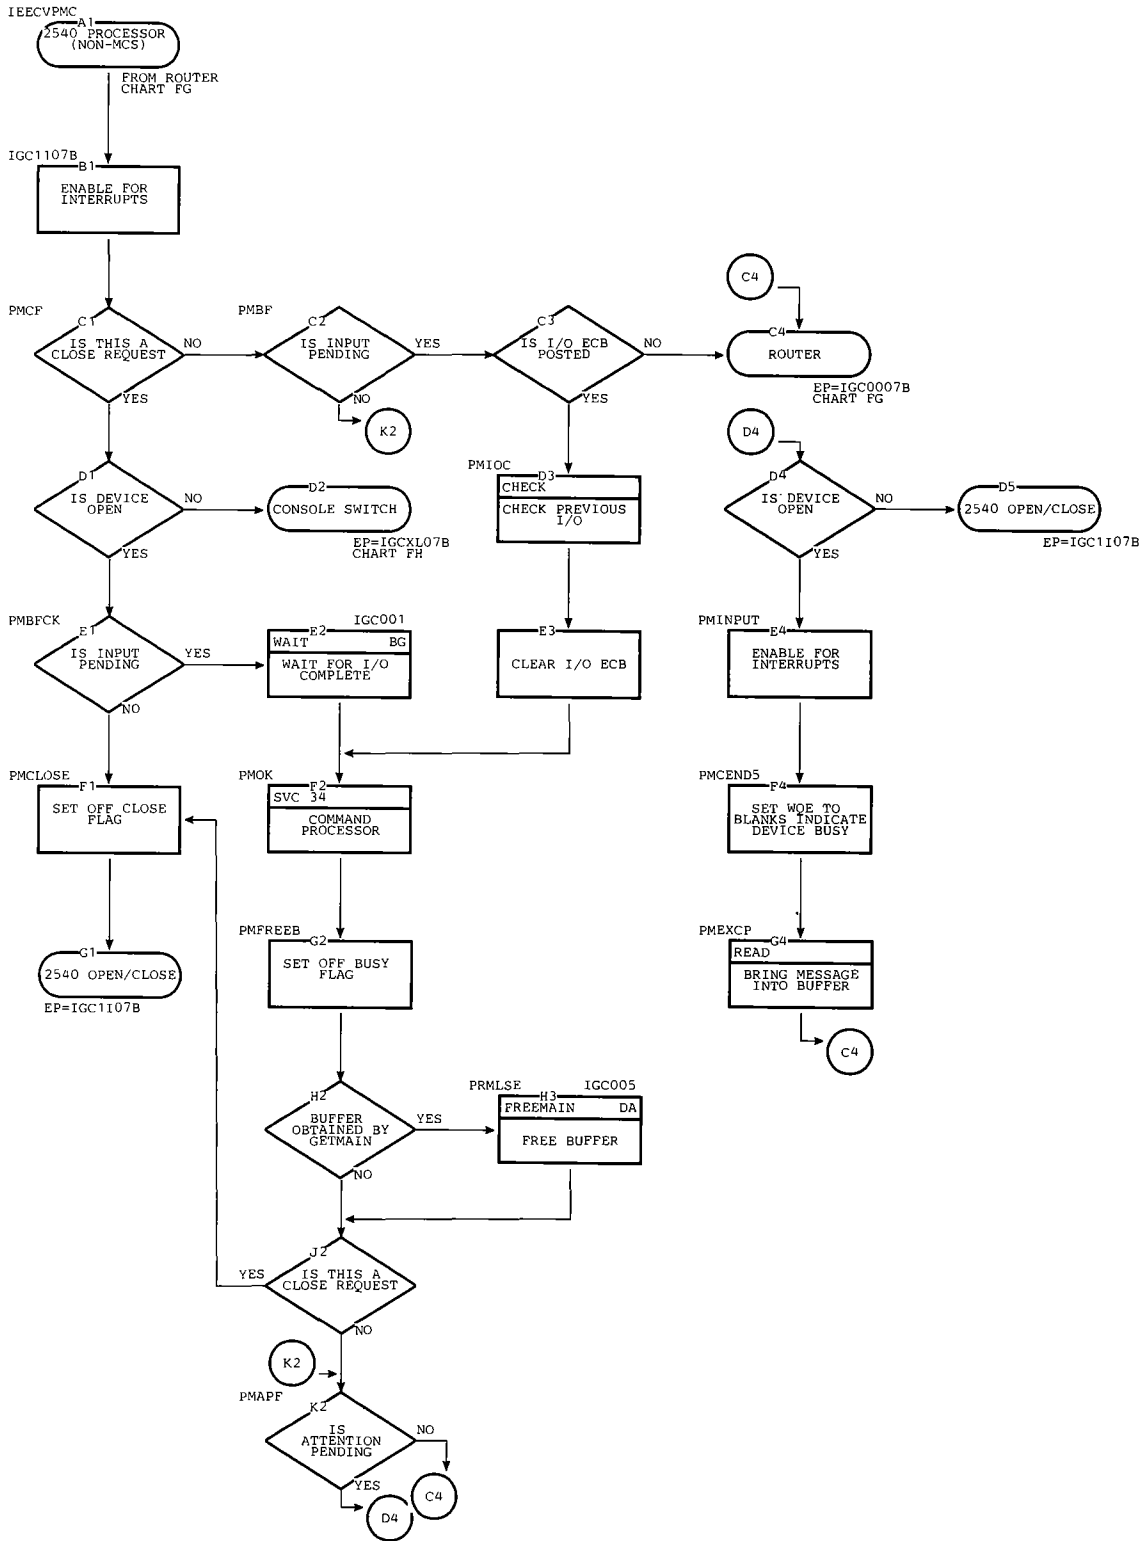 IEECVPMC
A1
2540 PROCESSOR
(NON-MCS)
FROM ROUTER
CHART FG
IGC1107B
B1
ENABLE FOR
INTERRUPTS
PMCF
C1
IS THIS A
CLOSE REQUEST
NO
YES
PMBF
C2
IS INPUT
PENDING
YES
NO
K2
C3
IS I/O ECB
POSTED
NO
YES
C4
C4
ROUTER
EP=IGC0007B
CHART FG
D1
IS DEVICE
OPEN
NO
YES
D2
CONSOLE SWITCH
EP=IGCXL07B
CHART FH
PMIOC
D3
CHECK
CHECK PREVIOUS
I/O
D4
D4
IS DEVICE
OPEN
NO
YES
D5
2540 OPEN/CLOSE
EP=IGC1I07B
PMBFCK
E1
IS INPUT
PENDING
YES
NO
IGC001
E2
WAIT BG
WAIT FOR I/O
COMPLETE
E3
CLEAR I/O ECB
PMINPUT
E4
ENABLE FOR
INTERRUPTS
PMCLOSE
F1
SET OFF CLOSE
FLAG
PMOK
F2
SVC 34
COMMAND
PROCESSOR
PMCEND5
F4
SET WQE TO
BLANKS INDICATE
DEVICE BUSY
G1
2540 OPEN/CLOSE
EP=IGC1I07B
PMFREEB
G2
SET OFF BUSY
FLAG
PMEXCP
G4
READ
BRING MESSAGE
INTO BUFFER
C4
H2
BUFFER
OBTAINED BY
GETMAIN
YES
NO
PRMLSE IGC005
H3
FREEMAIN DA
FREE BUFFER
J2
IS THIS A
CLOSE REQUEST
YES
NO
K2
PMAPF
K2
IS
ATTENTION
PENDING
NO
YES
C4
D4